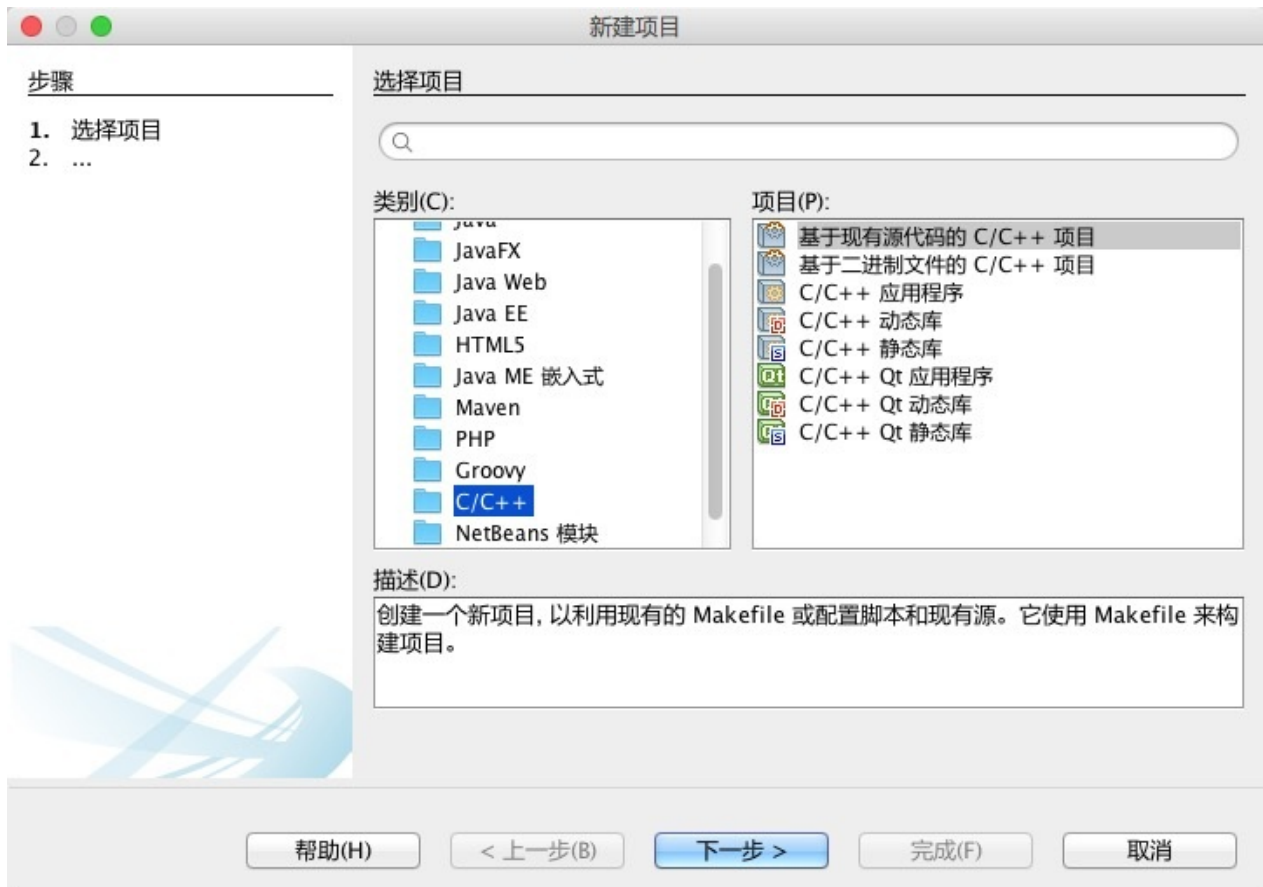 新建项目
步骤
1. 选择项目
2. ...
选择项目
类别(C):
Java
JavaFX
Java Web
Java EE
HTML5
Java ME 嵌入式
Maven
PHP
Groovy
C/C++
NetBeans 模块
项目(P):
基于现有源代码的 C/C++ 项目
基于二进制文件的 C/C++ 项目
C/C++ 应用程序
C/C++ 动态库
C/C++ 静态库
C/C++ Qt 应用程序
C/C++ Qt 动态库
C/C++ Qt 静态库
描述(D):
创建一个新项目, 以利用现有的 Makefile 或配置脚本和现有源。它使用 Makefile 来构
建项目。
帮助(H)
< 上一步(B)
下一步 >
完成(F)
取消